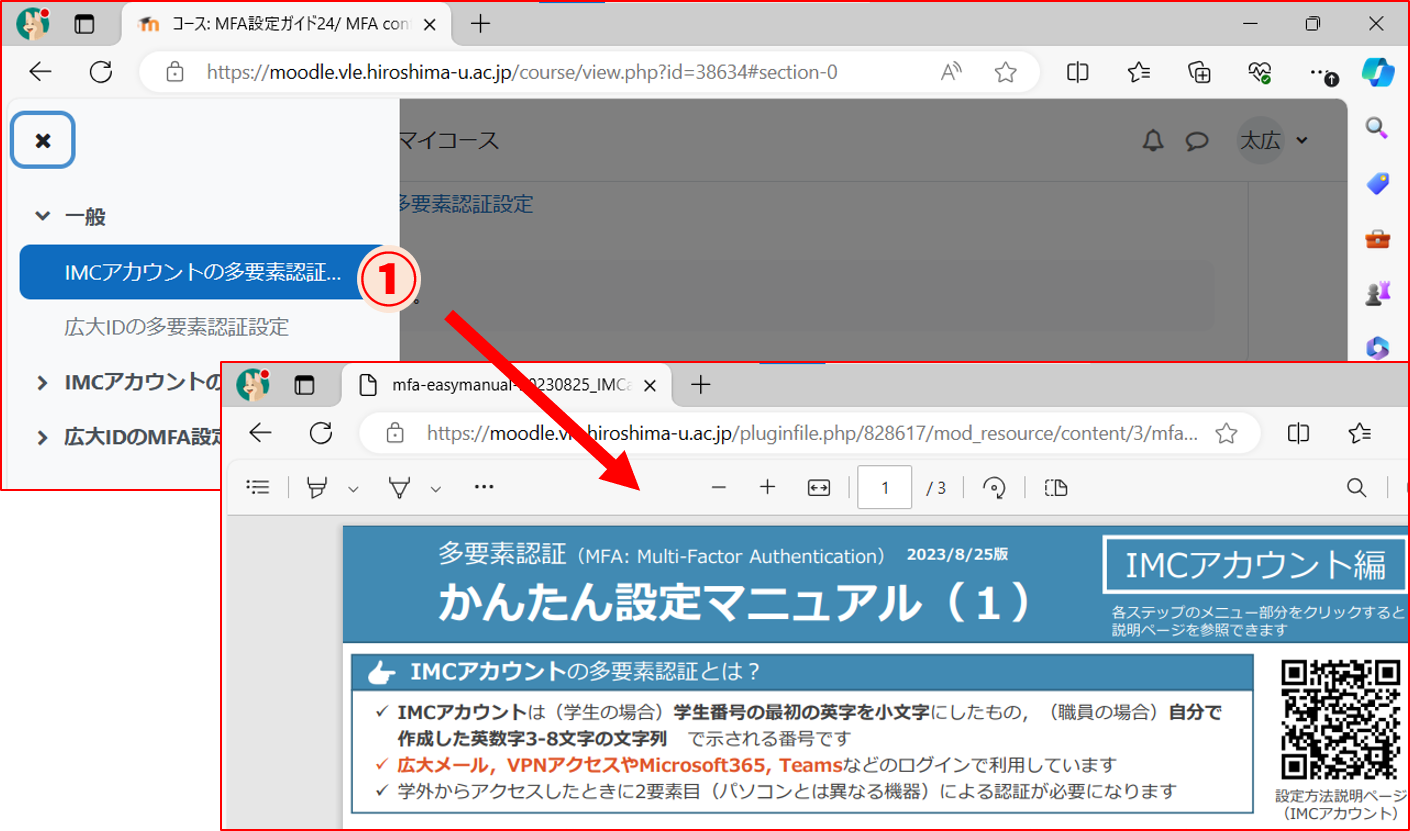 コース: MFA設定ガイド24/ MFA con
https://moodle.vle.hiroshima-u.ac.jp/course/view.php?id=38634#section-0
マイコース
太広
一般
多要素認証設定
IMCアカウントの多要素認証...
①
。
広大IDの多要素認証設定
IMCアカウントの
広大IDのMFA設定
mfa-easymanual- 0230825_IMCa
https://moodle.vle.hiroshima-u.ac.jp/pluginfile.php/828617/mod_resource/content/3/mfa...
1 / 3
多要素認証（MFA: Multi-Factor Authentication） 2023/8/25版
かんたん設定マニュアル（１）
IMCアカウント編
各ステップのメニュー部分をクリックすると
説明ページを参照できます
IMCアカウントの多要素認証とは？
✓ IMCアカウントは（学生の場合）学生番号の最初の英字を小文字にしたもの，（職員の場合）自分で
作成した英数字3-8文字の文字列　で示される番号です
✓ 広大メール，VPNアクセスやMicrosoft365, Teamsなどのログインで利用しています
✓ 学外からアクセスしたときに2要素目（パソコンとは異なる機器）による認証が必要になります
設定方法説明ページ
（IMCアカウント）